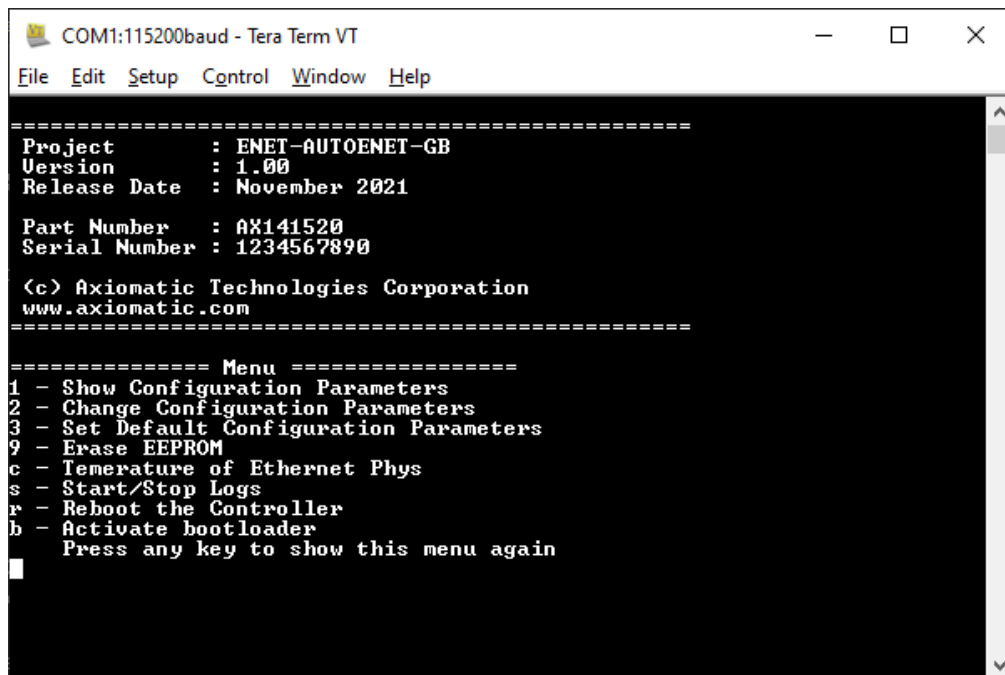 COM1:115200baud - Tera Term VT
File Edit Setup Control Window Help
====================================================
Project : ENET-AUTOENET-GB
Version : 1.00
Release Date : November 2021
Part Number : AX141520
Serial Number : 1234567890
(c) Axiomatic Technologies Corporation
www.axiomatic.com
====================================================
=============== Menu =================
1 - Show Configuration Parameters
2 - Change Configuration Parameters
3 - Set Default Configuration Parameters
9 - Erase EEPROM
c - Temerature of Ethernet Phys
s - Start/Stop Logs
r - Reboot the Controller
b - Activate bootloader
Press any key to show this menu again